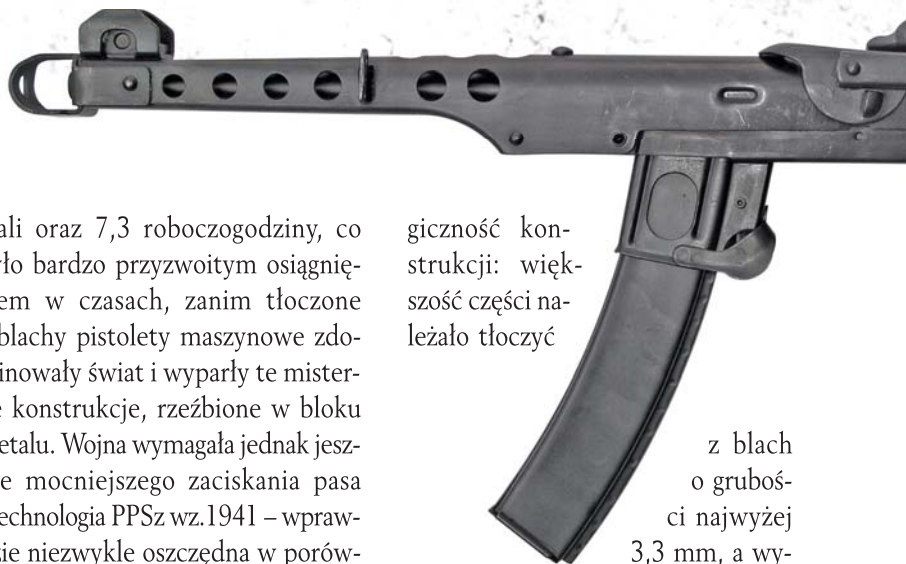 ali oraz 7,3 roboczogodziny, co
yło bardzo przyzwoitym osiągnię-
em w czasach, zanim tłoczone
blachy pistolety maszynowe zdo-
inowały świat i wyparły te mister-
e konstrukcje, rzeźbione w bloku
etalu. Wojna wymagała jednak jesz-
e mocniejszego zaciskania pasa
echnologia PPSz wz.1941 – wpraw-
zie niezwykle oszczędna w porów-
giczność kon-
strukcji: więk-
szość części na-
leżało tłoczyć
z blach
o gruboś-
ci najwyżej
3,3 mm, a wy-